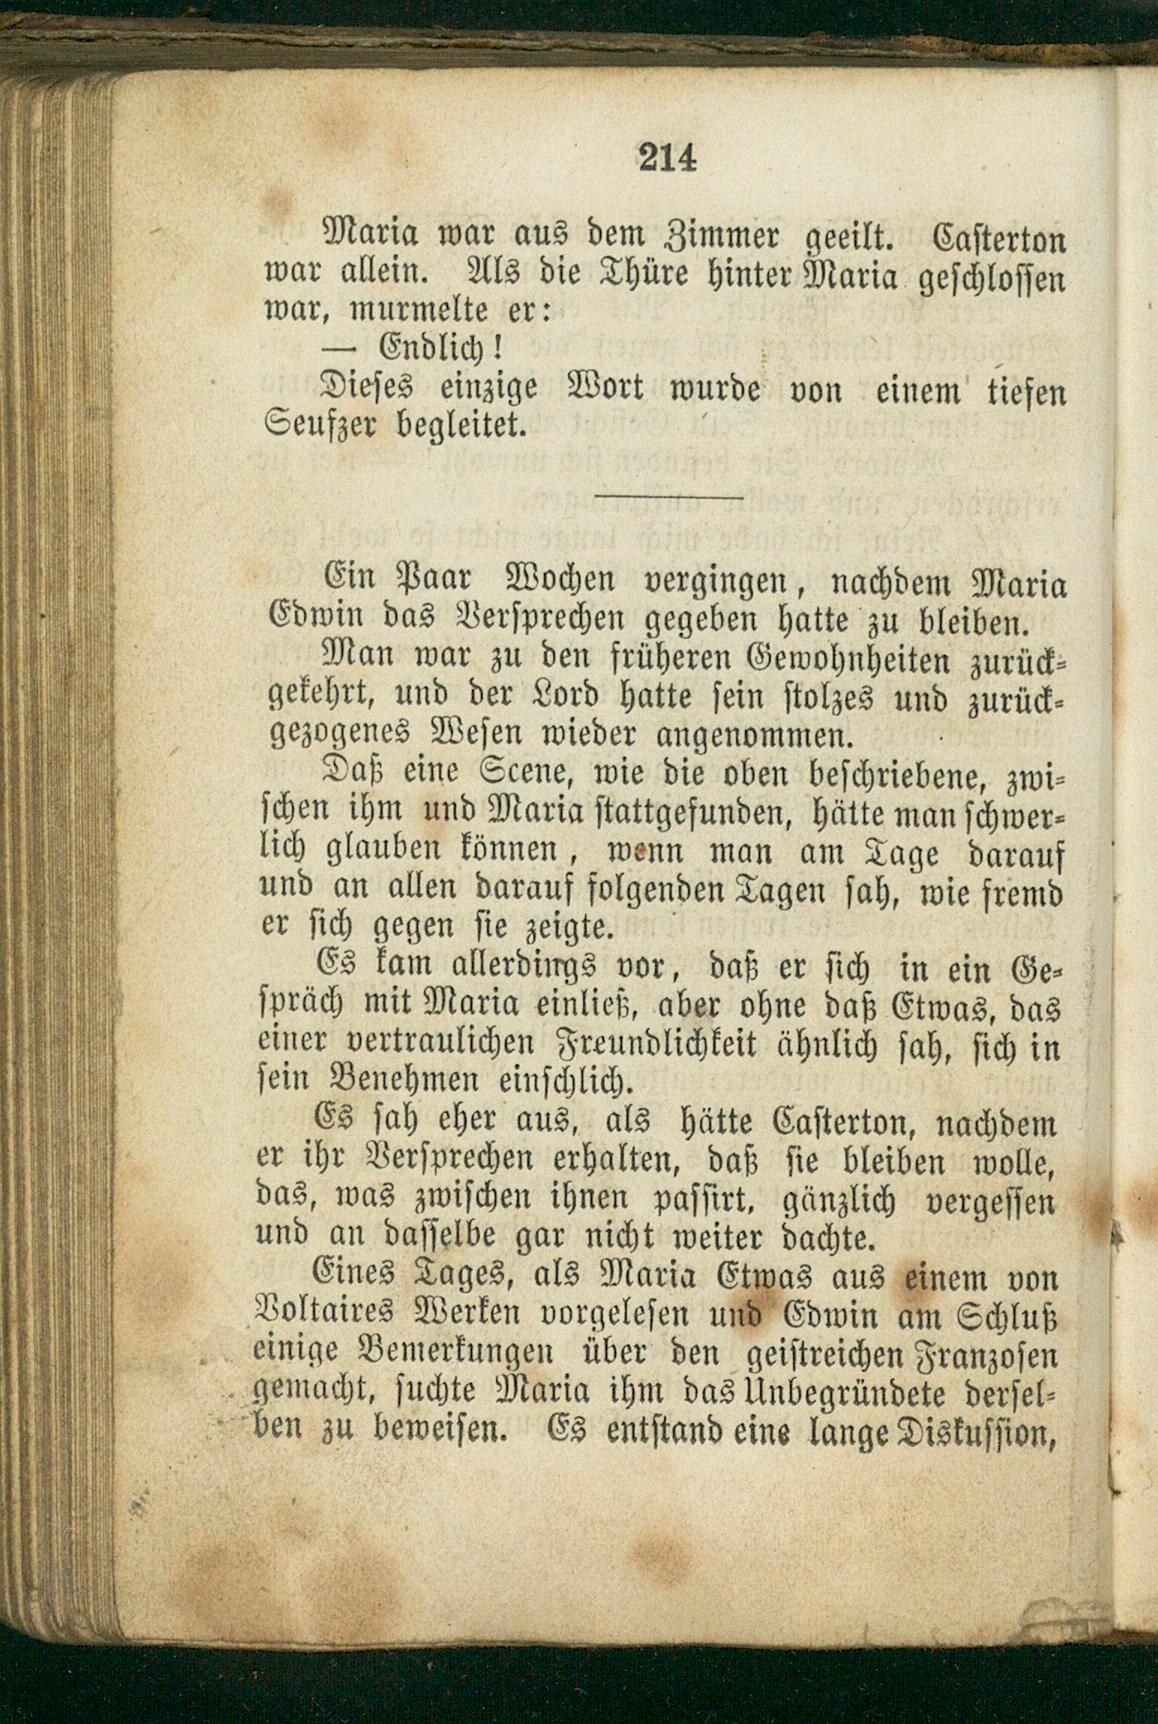 214
Maria war aus dem Zimmer geeilt. Casterton
war allein. Als die Thüre hinter Maria geschlossen
war, murmelte er:
— Endlich!
Dieses einzige Wort wurde von einem tiefen
Seufzer begleitet.
Ein Paar Wochen vergingen, nachdem Maria
Edwin das Versprechen gegeben hatte zu bleiben.
Man war zu den früheren Gewohnheiten zurück-
gekehrt, und der Lord hatte sein stolzes und zurück-
gezogenes Wesen wieder angenommen.
Daß eine Scene, wie die oben beschriebene, zwi-
schen ihm und Maria stattgefunden, hätte man schwer-
lich glauben können, wenn man am Tage darauf
und an allen darauf folgenden Tagen sah, wie fremd
er sich gegen sie zeigte.
Es kam allerdings vor, daß er sich in ein Ge-
spräch mit Maria einließ, aber ohne daß Etwas, das
einer vertraulichen Freundlichkeit ähnlich sah, sich in
sein Benehmen einschlich.
Es sah eher aus, als hätte Casterton, nachdem
er ihr Versprechen erhalten, daß sie bleiben wolle,
das, was zwischen ihnen passirt, gänzlich vergessen
und an dasselbe gar nicht weiter dachte.
Eines Tages, als Maria Etwas aus einem von
Voltaires Werken vorgelesen und Edwin am Schluß
einige Bemerkungen über den geistreichen Franzosen
gemacht, suchte Maria ihm das Unbegründete dersel-
ben zu beweisen. Es entstand eine lange Diskussion,